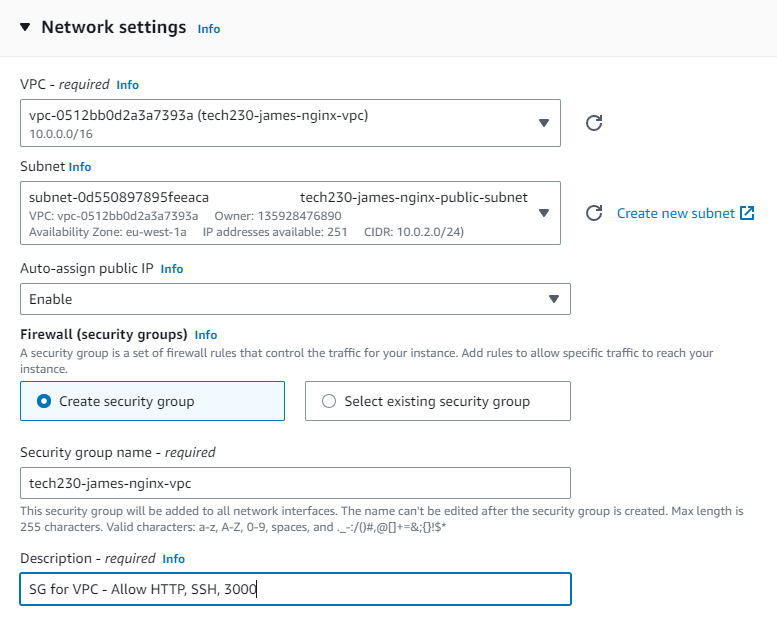 Network settings Info
VPC - required Info
vpc-0512bb0d2a3a7393a (tech230-james-nginx-vpc)
10.0.0.0/16
Subnet Info
subnet-0d550897895feeaca tech230-james-nginx-public-subnet
VPC: vpc-0512bb0d2a3a7393a Owner: 135928476890
Availability Zone: eu-west-1a IP addresses available: 251 CIDR: 10.0.2.0/24)
Create new subnet
Auto-assign public IP Info
Enable
Firewall (security groups) Info
A security group is a set of firewall rules that control the traffic for your instance. Add rules to allow specific traffic to reach your
instance.
Create security group
Select existing security group
Security group name - required
tech230-james-nginx-vpc
This security group will be added to all network interfaces. The name can't be edited after the security group is created. Max length is
255 characters. Valid characters: a-z, A-Z, 0-9, spaces, and ._-:/()#,@[]+=&;{}!$*
Description - required Info
SG for VPC - Allow HTTP, SSH, 3000